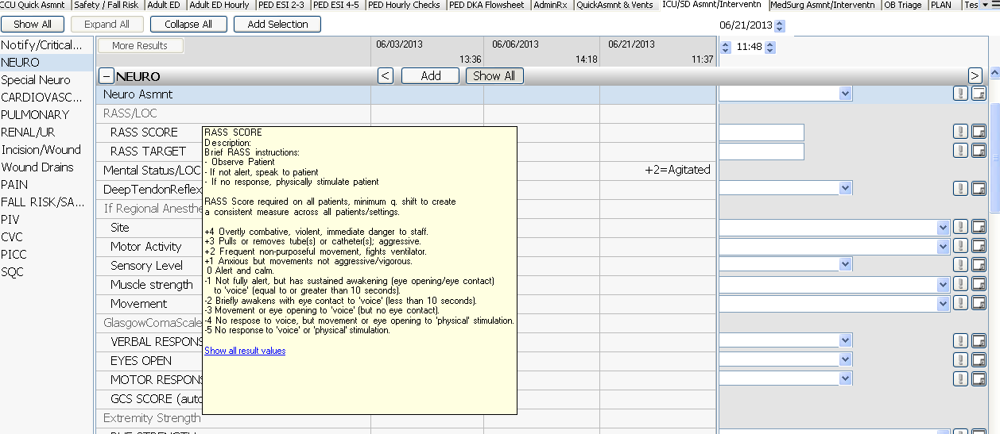 CCU Quick Asmnt Safety / Fall Risk Adult ED Adult ED Hourly PED ESI 2-3 PED ESI 4-5 PED Hourly Checks PED DKA Flowsheet AdminRx QuickAsmnt & Vents ICU/SD Asmnt/Interventn MedSurg Asmnt/Interventn OB Triage PLAN Tes
Show All Expand All Collapse All Add Selection 06/21/2013
11:48
Notify/Critical...
NEURO
Special Neuro
CARDIOVASC...
PULMONARY
RENAL/UR
Incision/Wound
Wound Drains
PAIN
FALL RISK/SA...
PIV
CVC
PICC
SQC
More Results 06/03/2013 06/06/2013 06/21/2013
13:36 14:18 11:37
− NEURO < Add Show All >
Neuro Asmnt
RASS/LOC
RASS SCORE
RASS TARGET
Mental Status/LOC +2=Agitated
DeepTendonReflex
If Regional Anesthe
Site
Motor Activity
Sensory Level
Muscle strength
Movement
GlasgowComaScale
VERBAL RESPONS
EYES OPEN
MOTOR RESPONS
GCS SCORE (auto
Extremity Strength
RASS SCORE
Description:
Brief RASS instructions:
- Observe Patient
- If not alert, speak to patient
- If no response, physically stimulate patient
RASS Score required on all patients, minimum q. shift to create
a consistent measure across all patients/settings.
+4 Overtly combative, violent, immediate danger to staff.
+3 Pulls or removes tube(s) or catheter(s); aggressive.
+2 Frequent non-purposeful movement, fights ventilator.
+1 Anxious but movements not aggressive/vigorous.
0 Alert and calm.
-1 Not fully alert, but has sustained awakening (eye opening/eye contact)
to 'voice' (equal to or greater than 10 seconds).
-2 Briefly awakens with eye contact to 'voice' (less than 10 seconds).
-3 Movement or eye opening to 'voice' (but no eye contact).
-4 No respose to voice, but movement or eye opening to 'physical' stimulation.
-5 No response to 'voice' or 'physical' stimulation.
Show all result values